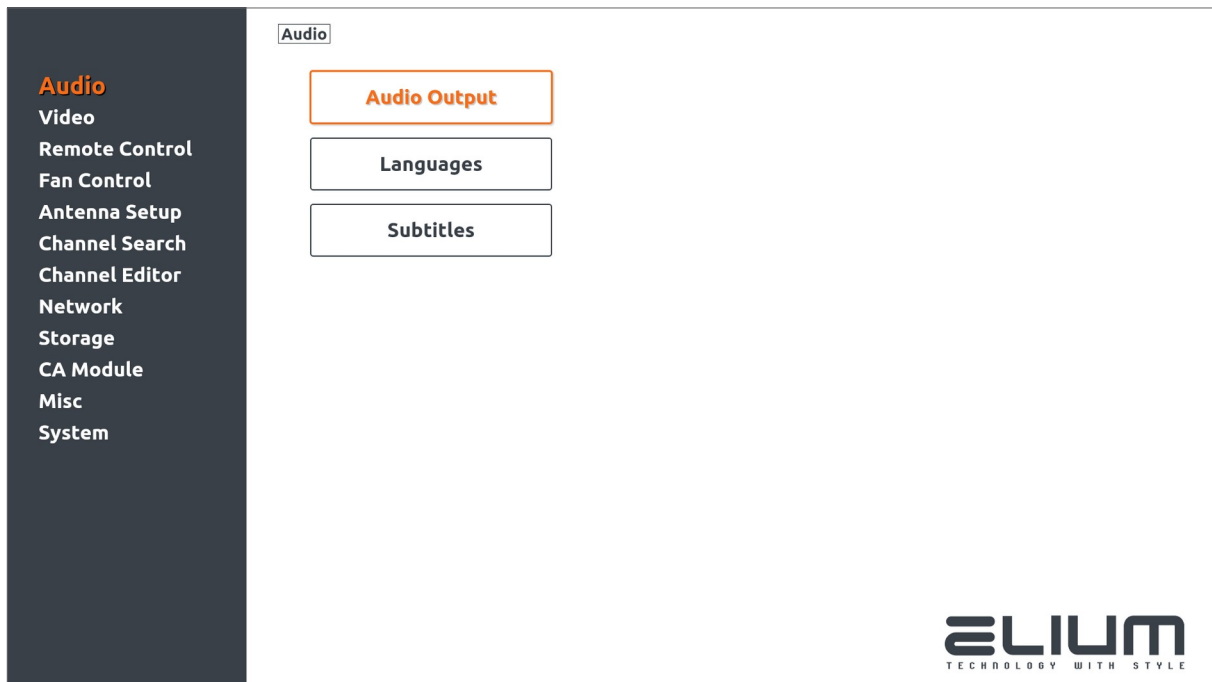 Audio
Video
Remote Control
Fan Control
Antenna Setup
Channel Search
Channel Editor
Network
Storage
CA Module
Misc
System
Audio
Audio Output
Languages
Subtitles
ELIUM
TECHNOLOGY WITH STYLE